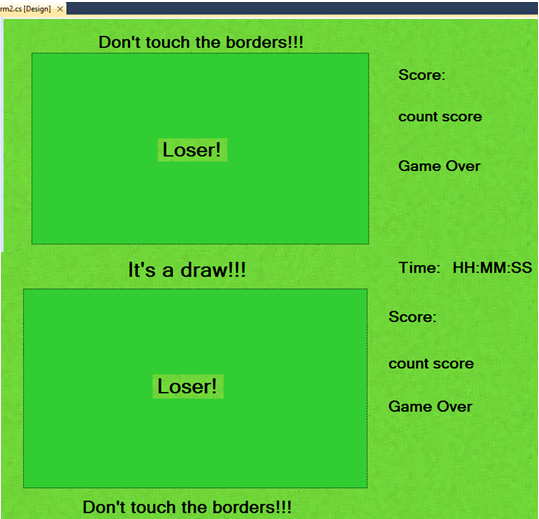 rm2.cs [Design] ×
Don't touch the borders!!!
Score:
count score
Loser!
Game Over
It's a draw!!!
Time: HH:MM:SS
Score:
count score
Loser!
Game Over
Don't touch the borders!!!